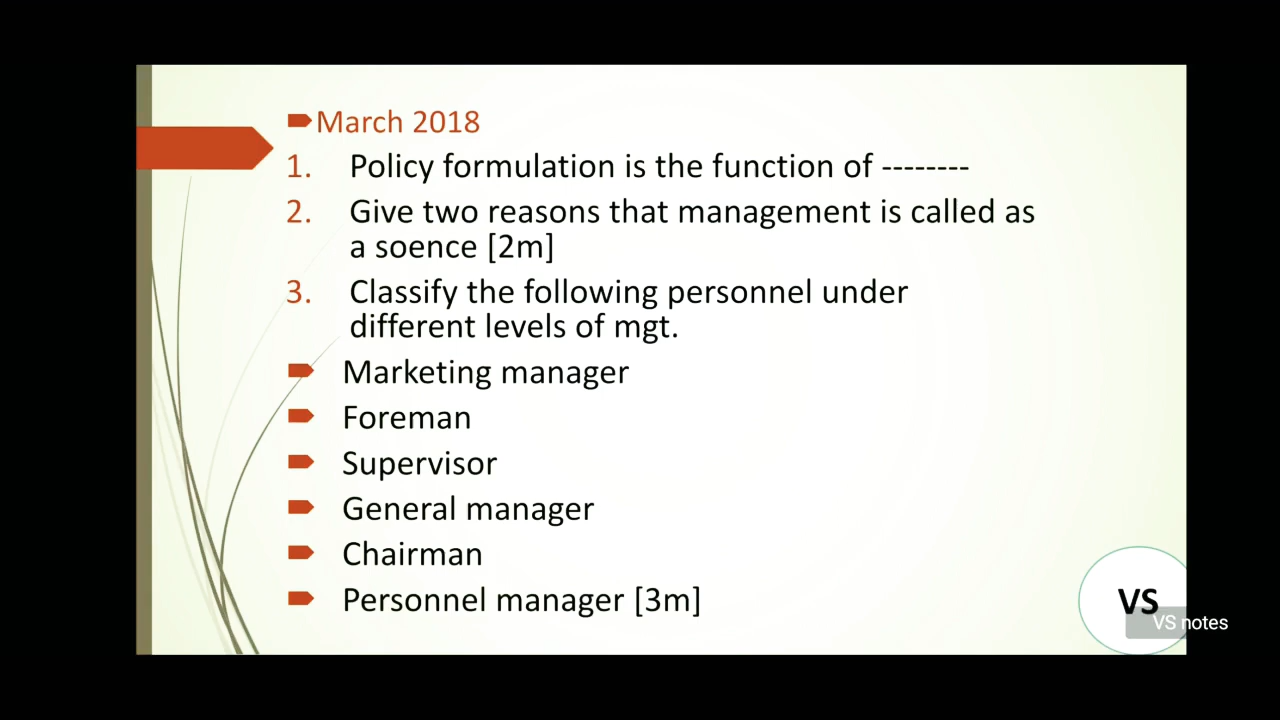 March 2018
1. Policy formulation is the function of --------
2. Give two reasons that management is called as
a soence [2m]
3. Classify the following personnel under
different levels of mgt.
Marketing manager
Foreman
Supervisor
General manager
Chairman
Personnel manager [3m]
VS
VS notes